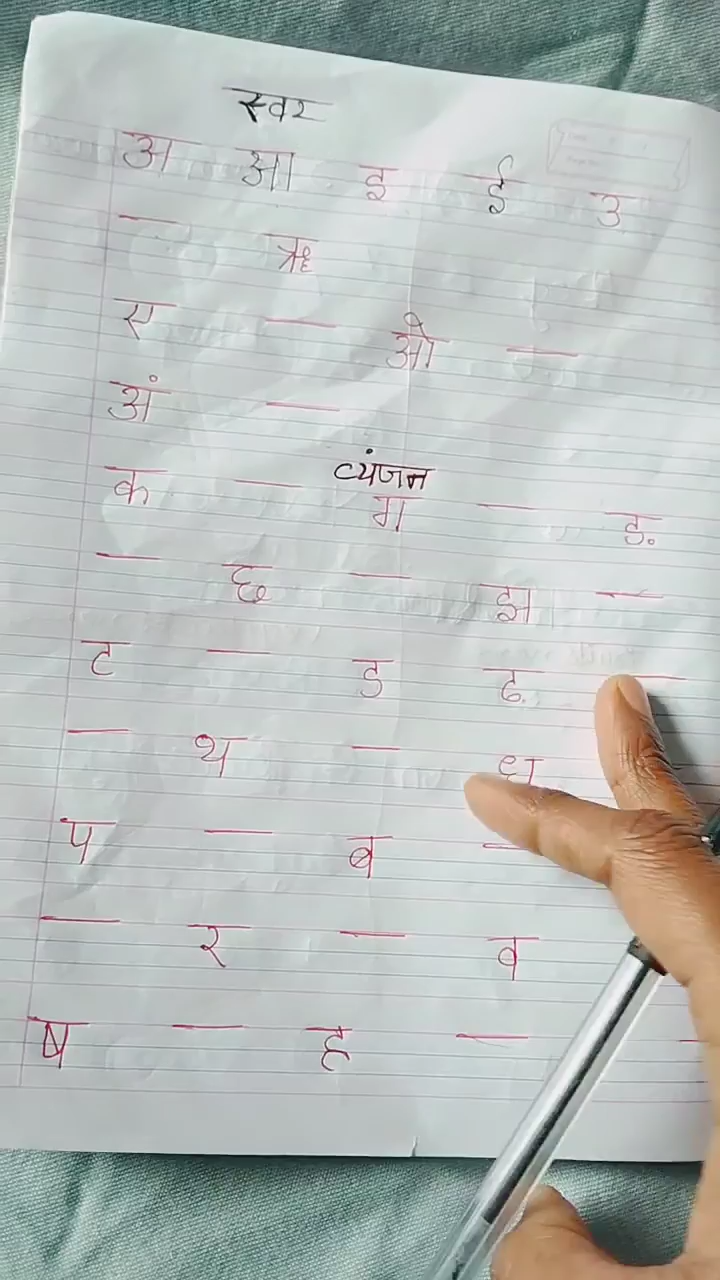 स्वर
अ आ इ ई उ
— ऋ
ए — ओ —
अं —
व्यंजन
क — ग — ङ
— छ — झ —
ट — ड ढ —
— थ — ध
प — ब —
— र — व
ष — ह —